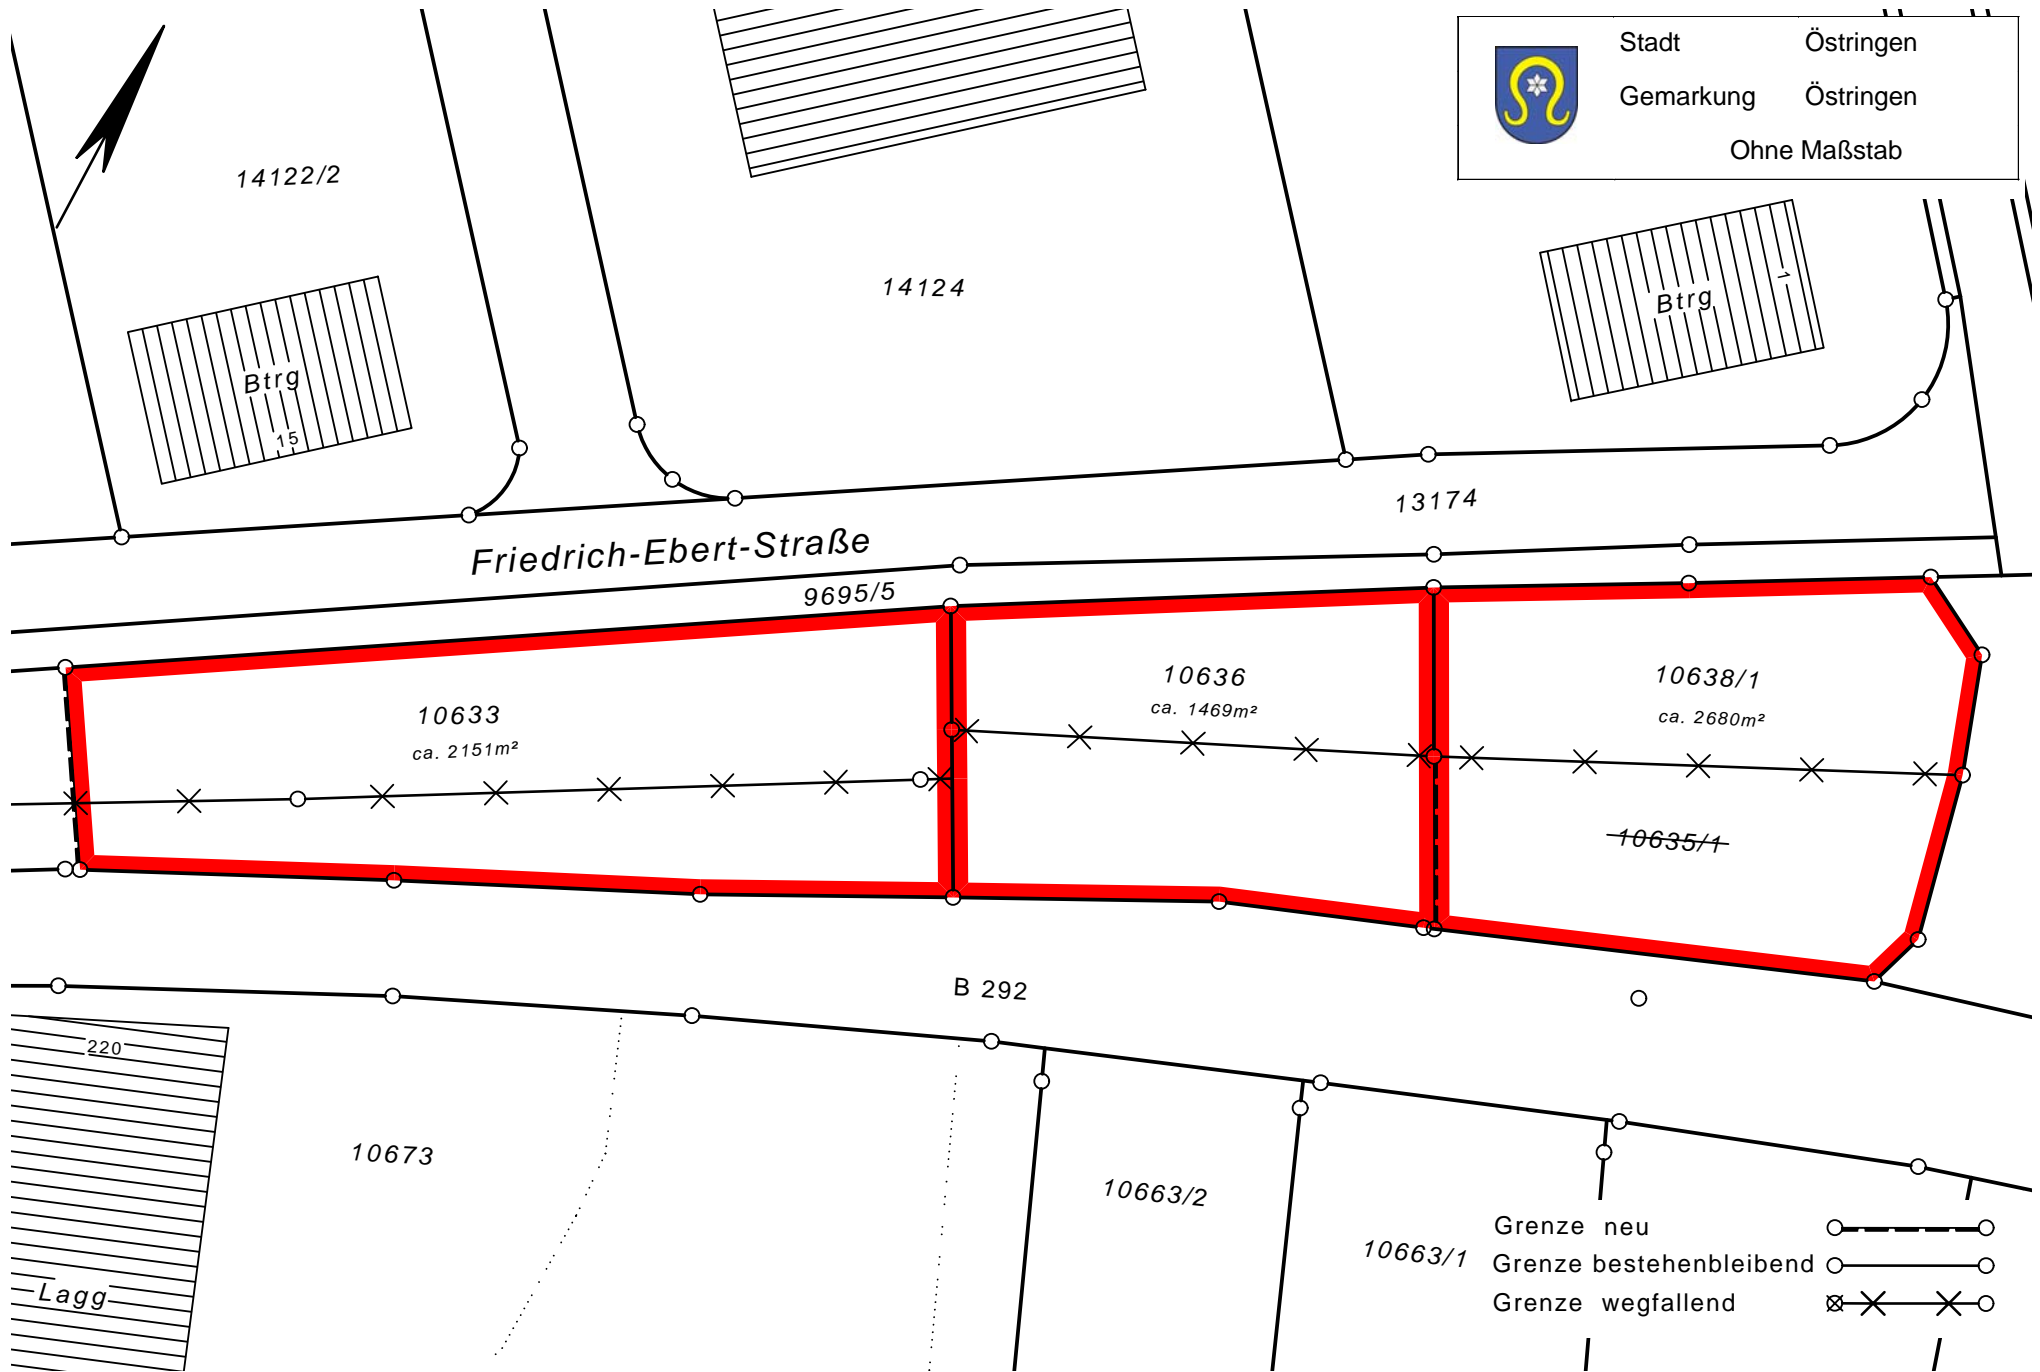 Stadt Östringen
Gemarkung Östringen
Ohne Maßstab
14122/2
14124
Btrg
1
Btrg
15
13174
Friedrich-Ebert-Straße
9695/5
10633
ca. 2151m²
10636
ca. 1469m²
10638/1
ca. 2680m²
10635/1
B 292
220
10673
10663/2
10663/1
Lagg
Grenze neu
Grenze bestehenbleibend
Grenze wegfallend